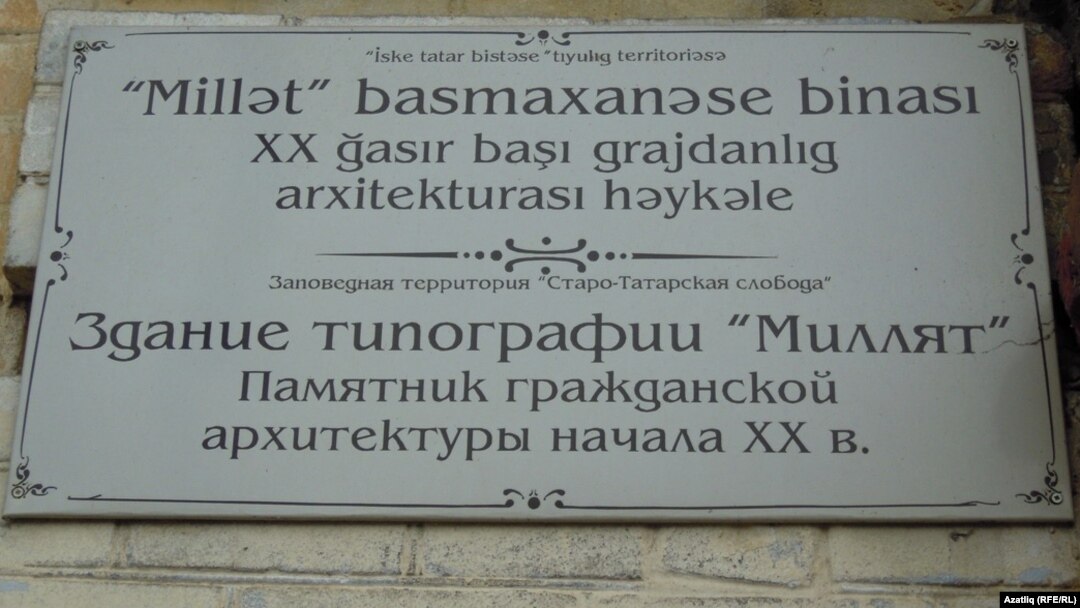 "İske tatar bistəse" tıyulıg territoriəsə
"Millət" basmaxanəse binası
XX ğasır başı grajdanlıg
arxitekturası həykəle
Заповедная территория "Старо-Татарская слобода"
Здание типографии "Миллят"
Памятник гражданской
архитектуры начала XX в.
Azatliq (RFE/RL)